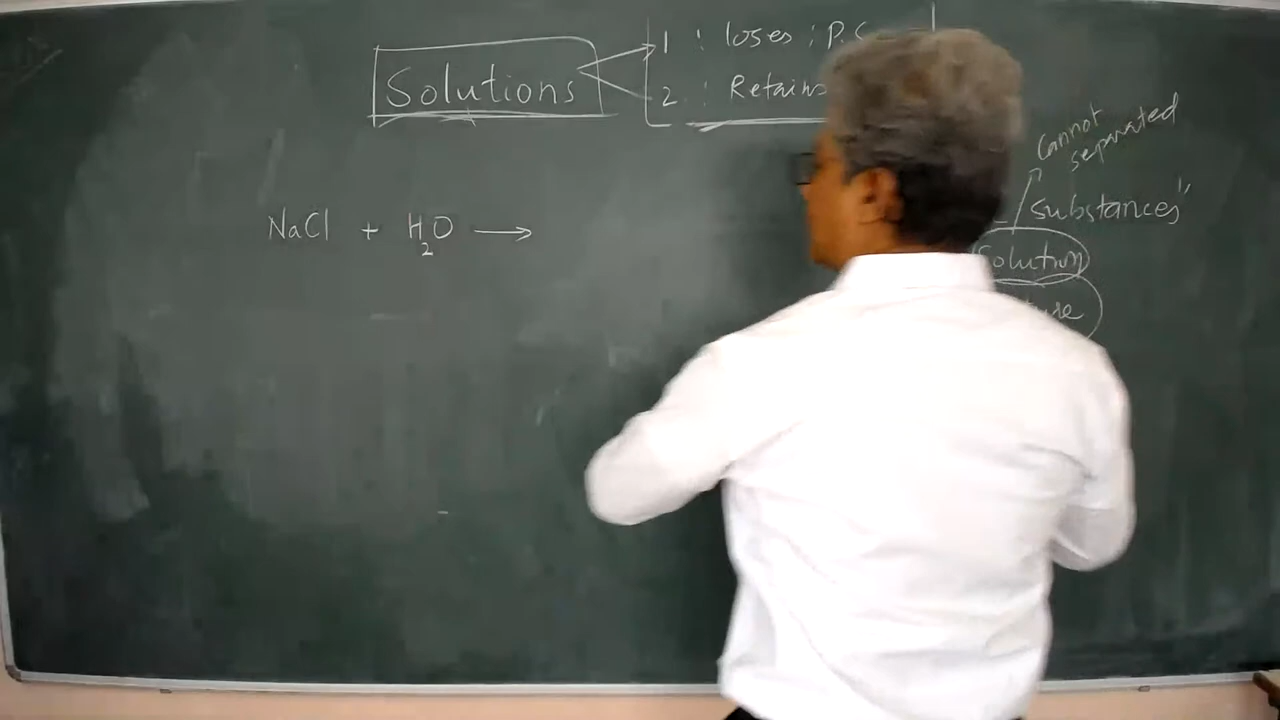 1 : loses : P.C
Solutions
2 : Retains
cannot
separated
substances"
NaCl + H2O →
Solution